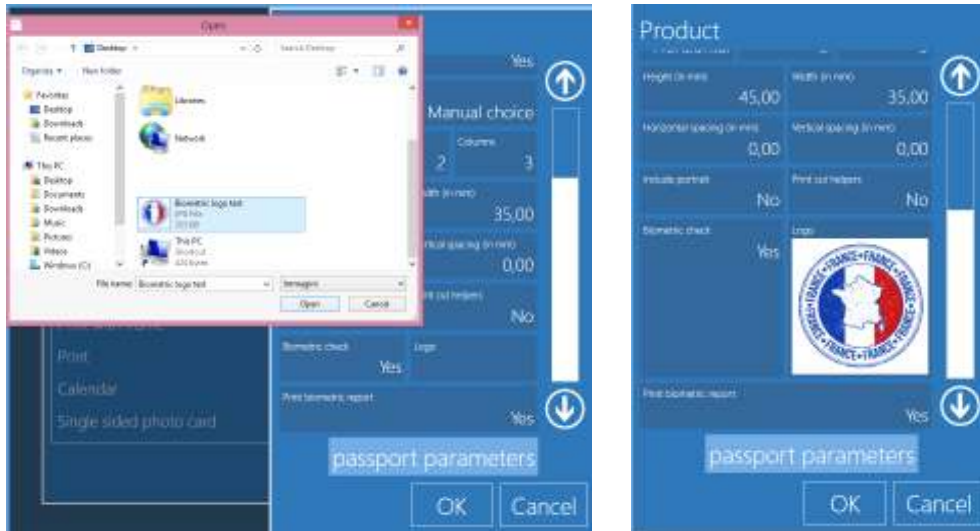 Open
Desktop
Search Desktop
Organize
New folder
Favorites
Desktop
Downloads
Recent places
This PC
Desktop
Documents
Downloads
Music
Pictures
Videos
Windows (C)
Libraries
Network
Biometric logo test
JPG File
This PC
Shortcut
File name: Biometric logo test
Immagini
Open
Cancel
Yes
Manual choice
Columns
2
3
35,00
0,00
No
Biometric check
Logo
Yes
Print biometric report
Yes
Print
Calendar
Single sided photo card
passport parameters
OK
Cancel
Product
Height (in mm)
Width (in mm)
45,00
35,00
Horizontal spacing (in mm)
Vertical spacing (in mm)
0,00
0,00
Include portrait
Print cut helpers
No
No
Biometric check
Logo
Yes
FRANCE
FRANCE
Print biometric report
Yes
passport parameters
OK
Cancel